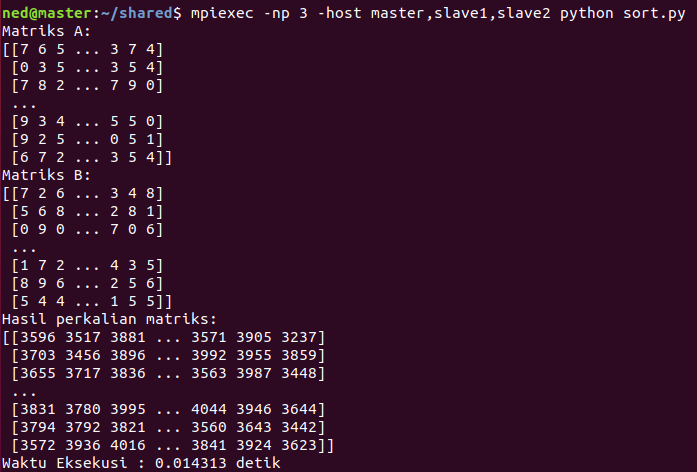 ned@master:~/shared$ mpiexec -np 3 -host master,slave1,slave2 python sort.py
Matriks A:
[[7 6 5 ... 3 7 4]
 [0 3 5 ... 3 5 4]
 [7 8 2 ... 7 9 0]
 ...
 [9 3 4 ... 5 5 0]
 [9 2 5 ... 0 5 1]
 [6 7 2 ... 3 5 4]]
Matriks B:
[[7 2 6 ... 3 4 8]
 [5 6 8 ... 2 8 1]
 [0 9 0 ... 7 0 6]
 ...
 [1 7 2 ... 4 3 5]
 [8 9 6 ... 2 5 6]
 [5 4 4 ... 1 5 5]]
Hasil perkalian matriks:
[[3596 3517 3881 ... 3571 3905 3237]
 [3703 3456 3896 ... 3992 3955 3859]
 [3655 3717 3836 ... 3563 3987 3448]
 ...
 [3831 3780 3995 ... 4044 3946 3644]
 [3794 3792 3821 ... 3560 3643 3442]
 [3572 3936 4016 ... 3841 3924 3623]]
Waktu Eksekusi : 0.014313 detik